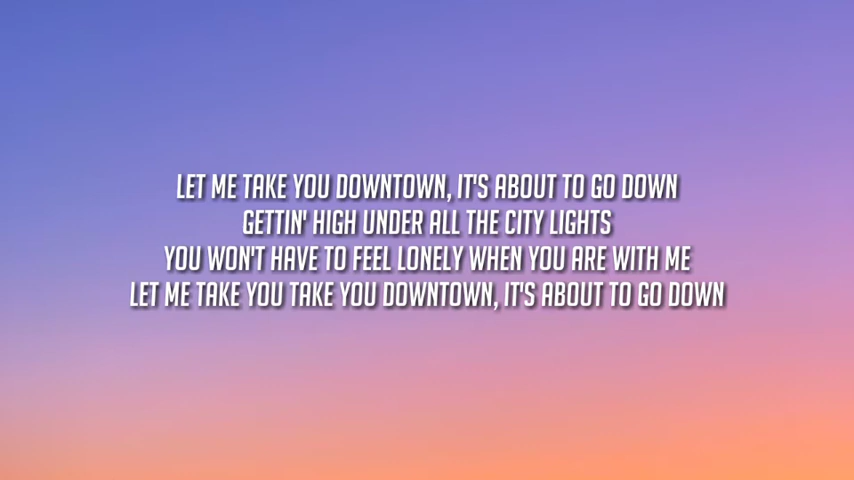 LET ME TAKE YOU DOWNTOWN, IT'S ABOUT TO GO DOWN
GETTIN' HIGH UNDER ALL THE CITY LIGHTS
YOU WON'T HAVE TO FEEL LONELY WHEN YOU ARE WITH ME
LET ME TAKE YOU TAKE YOU DOWNTOWN, IT'S ABOUT TO GO DOWN